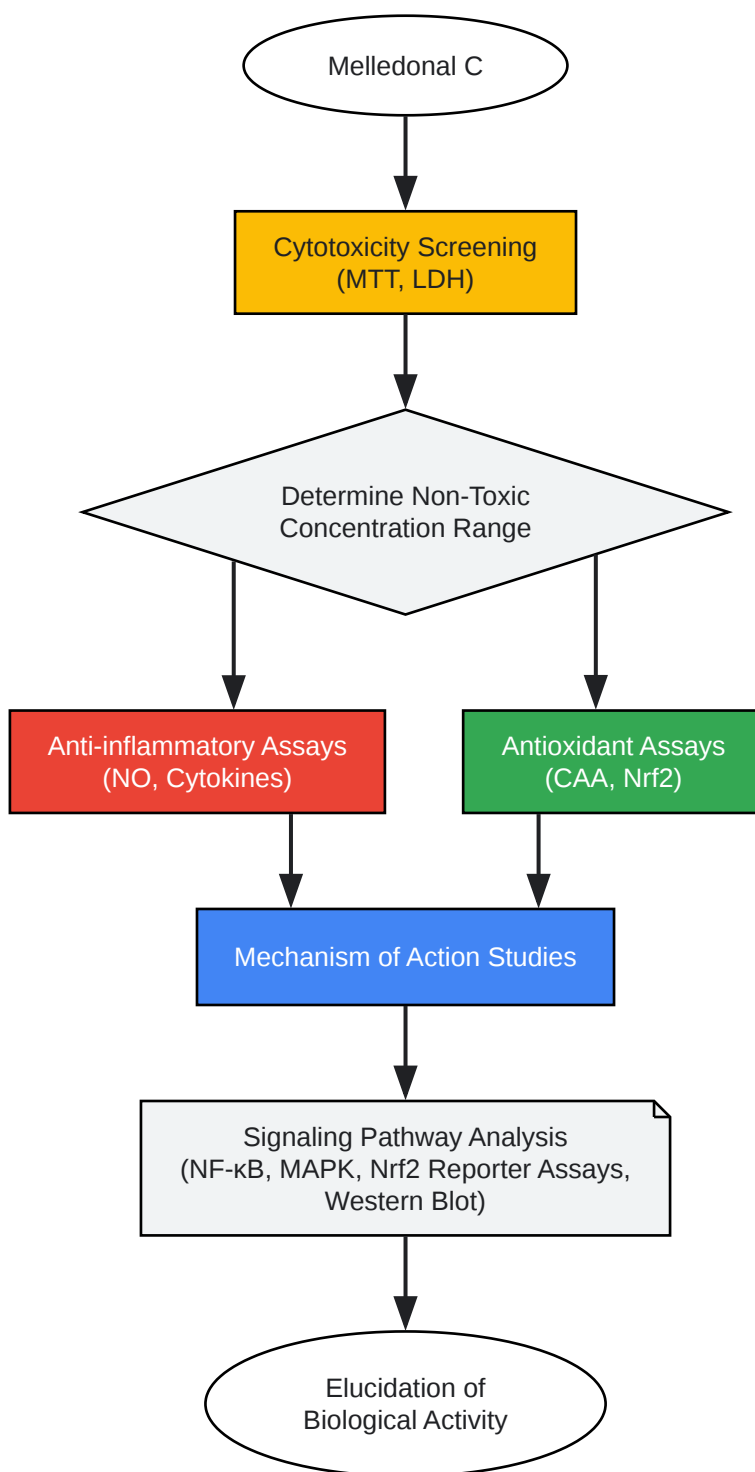 Melledonal C
Cytotoxicity Screening
(MTT, LDH)
Determine Non-Toxic
Concentration Range
Anti-inflammatory Assays
(NO, Cytokines)
Antioxidant Assays
(CAA, Nrf2)
Mechanism of Action Studies
Signaling Pathway Analysis
(NF-κB, MAPK, Nrf2 Reporter Assays,
Western Blot)
Elucidation of
Biological Activity